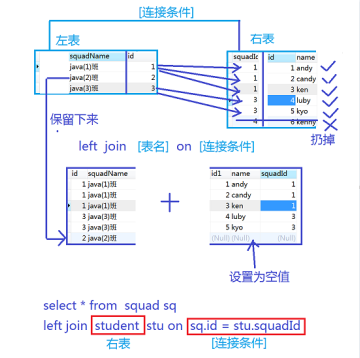 [连接条件]
左表
右表
squadName id
java(1)班 1
java(2)班 2
java(3)班 3
squadId id name
1 1 andy
1 2 candy
1 3 ken
3 4 luby
3 5 kyo
4 6 kenny
保留下来
扔掉
left join [表名] on [连接条件]
id squadName
1 java(1)班
1 java(1)班
1 java(1)班
3 java(3)班
3 java(3)班
2 java(2)班
+
id1 name squadId
1 andy 1
2 candy 1
3 ken 1
4 luby 3
5 kyo 3
(Null) (Null) (Null)
设置为空值
select * from squad sq
left join student stu on sq.id = stu.squadId
右表 [连接条件]